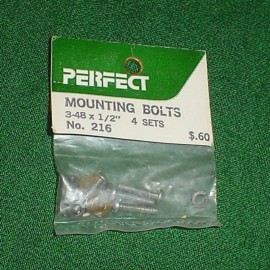 PERFECT
MOUNTING BOLTS
3-48 x 1/2" 4 SETS
No. 216 $.60